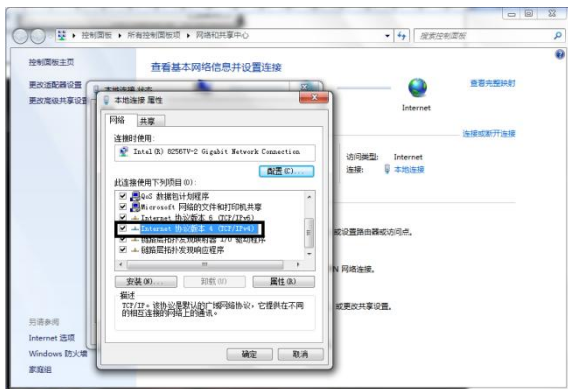 控制面板 ▸ 所有控制面板项 ▸ 网络和共享中心
搜索控制面板
控制面板主页
更改适配器设置
更改高级共享设
查看基本网络信息并设置连接
查看完整映射
Internet
连接或断开连接
访问类型: Internet
连接: 本地连接
或设置路由器或访问点。
N 网络连接。
或更改共享设置。
另请参阅
Internet 选项
Windows 防火墙
家庭组
本地连接 状态
本地连接 属性
网络 共享
连接时使用:
Intel(R) 82567V-2 Gigabit Network Connection
配置(C)...
此连接使用下列项目(O):
QoS 数据包计划程序
Microsoft 网络的文件和打印机共享
Internet 协议版本 6 (TCP/IPv6)
Internet 协议版本 4 (TCP/IPv4)
链路层拓扑发现映射器 I/O 驱动程序
链路层拓扑发现响应程序
安装(N)... 卸载(U) 属性(R)
描述
TCP/IP。该协议是默认的广域网络协议，它提供在不同
的相互连接的网络上的通讯。
确定 取消